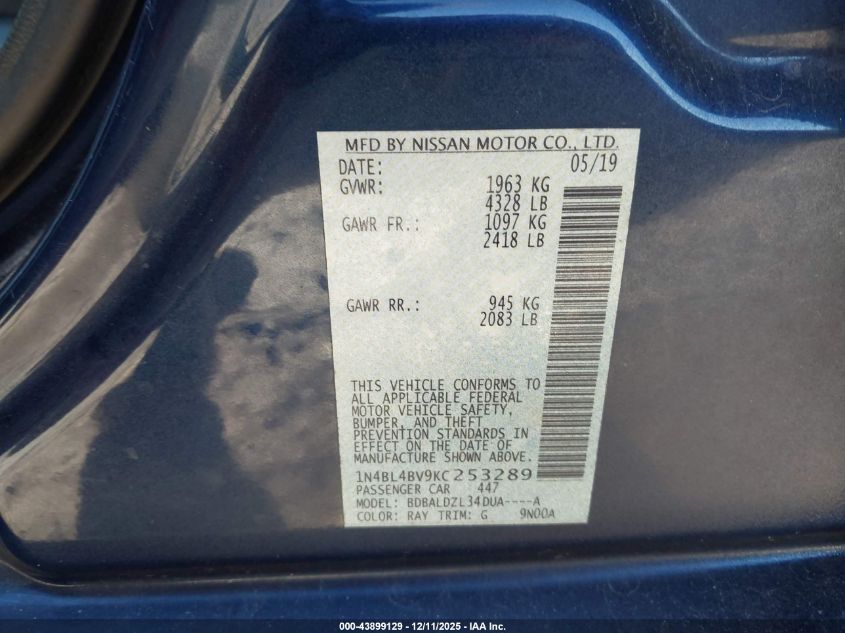 MFD BY NISSAN MOTOR CO., LTD.
DATE: 05/19
GVWR: 1963 KG
4328 LB
GAWR FR.: 1097 KG
2418 LB
GAWR RR.: 945 KG
2083 LB
THIS VEHICLE CONFORMS TO
ALL APPLICABLE FEDERAL
MOTOR VEHICLE SAFETY,
BUMPER, AND THEFT
PREVENTION STANDARDS IN
EFFECT ON THE DATE OF
MANUFACTURE SHOWN ABOVE.
1N4BL4BV9KC253289
PASSENGER CAR 447
MODEL: BDBALDZL34DUA----A
COLOR: RAY TRIM: G 9N00A
000-43899129 - 12/11/2025 - IAA Inc.